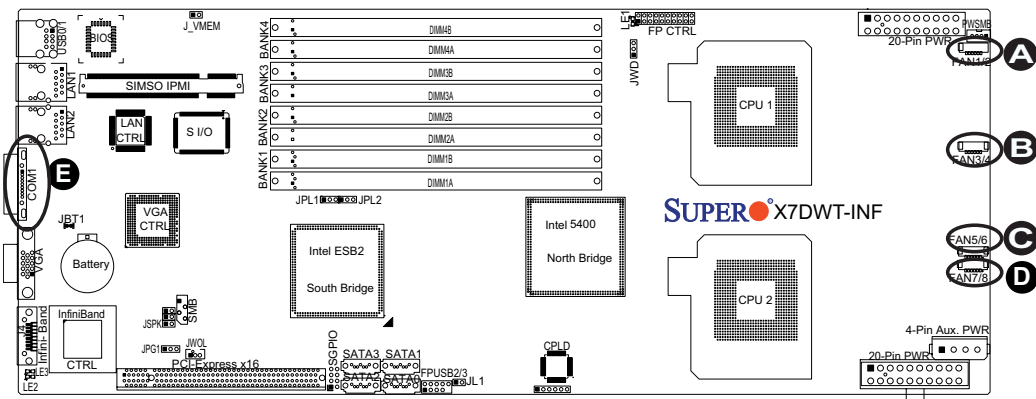 J_VMEM
USB0/1
BIOS
BANK4
DIMM4B
DIMM4A
BANK3
DIMM3B
DIMM3A
BANK2
DIMM2B
DIMM2A
BANK1
DIMM1B
DIMM1A
LE1
FP CTRL
JWD
20-Pin PWR
PWSMB
FAN1/2
A
LAN1
SIMSO IPMI
LAN2
LAN
CTRL
S I/O
CPU 1
FAN3/4
B
COM1
E
JPL1
JPL2
JBT1
VGA
CTRL
SUPER X7DWT-INF
Intel 5400
North Bridge
FAN5/6
C
FAN7/8
D
VGA
Battery
Intel ESB2
South Bridge
CPU 2
J4
Infini- Band
InfiniBand
CTRL
SMB
JSPK
JPG1
JWOL
LE3
LE2
PCI-Express x16
SGPIO
SATA3
SATA1
SATA2
SATA0
FPUSB2/3
JL1
CPLD
4-Pin Aux. PWR
20-Pin PWR